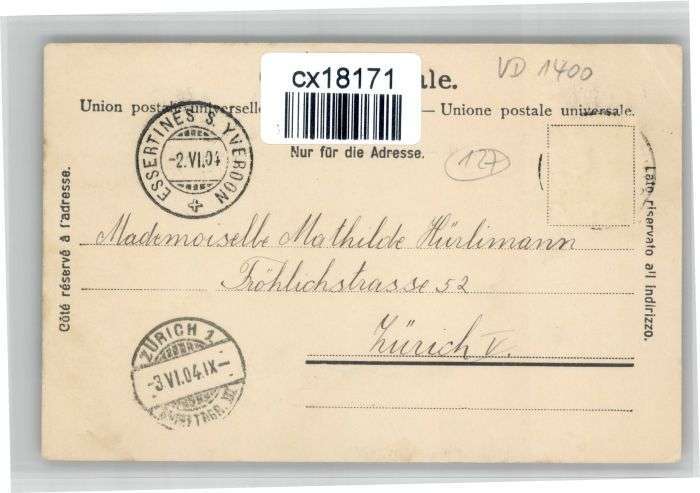 cx18171
ale.
VD 1400
Union postale universelle — Unione postale universale.
Nur für die Adresse.
127
ESSERTINES S. YVERDON
-2.VI.04
Côté réservé à l'adresse.
Lato riservato all indirizzo.
Mademoiselle Mathilde Hürlimann
Fröhlichstrasse 52
Zürich V.
ZÜRICH 1
-3 VI.04.IX-